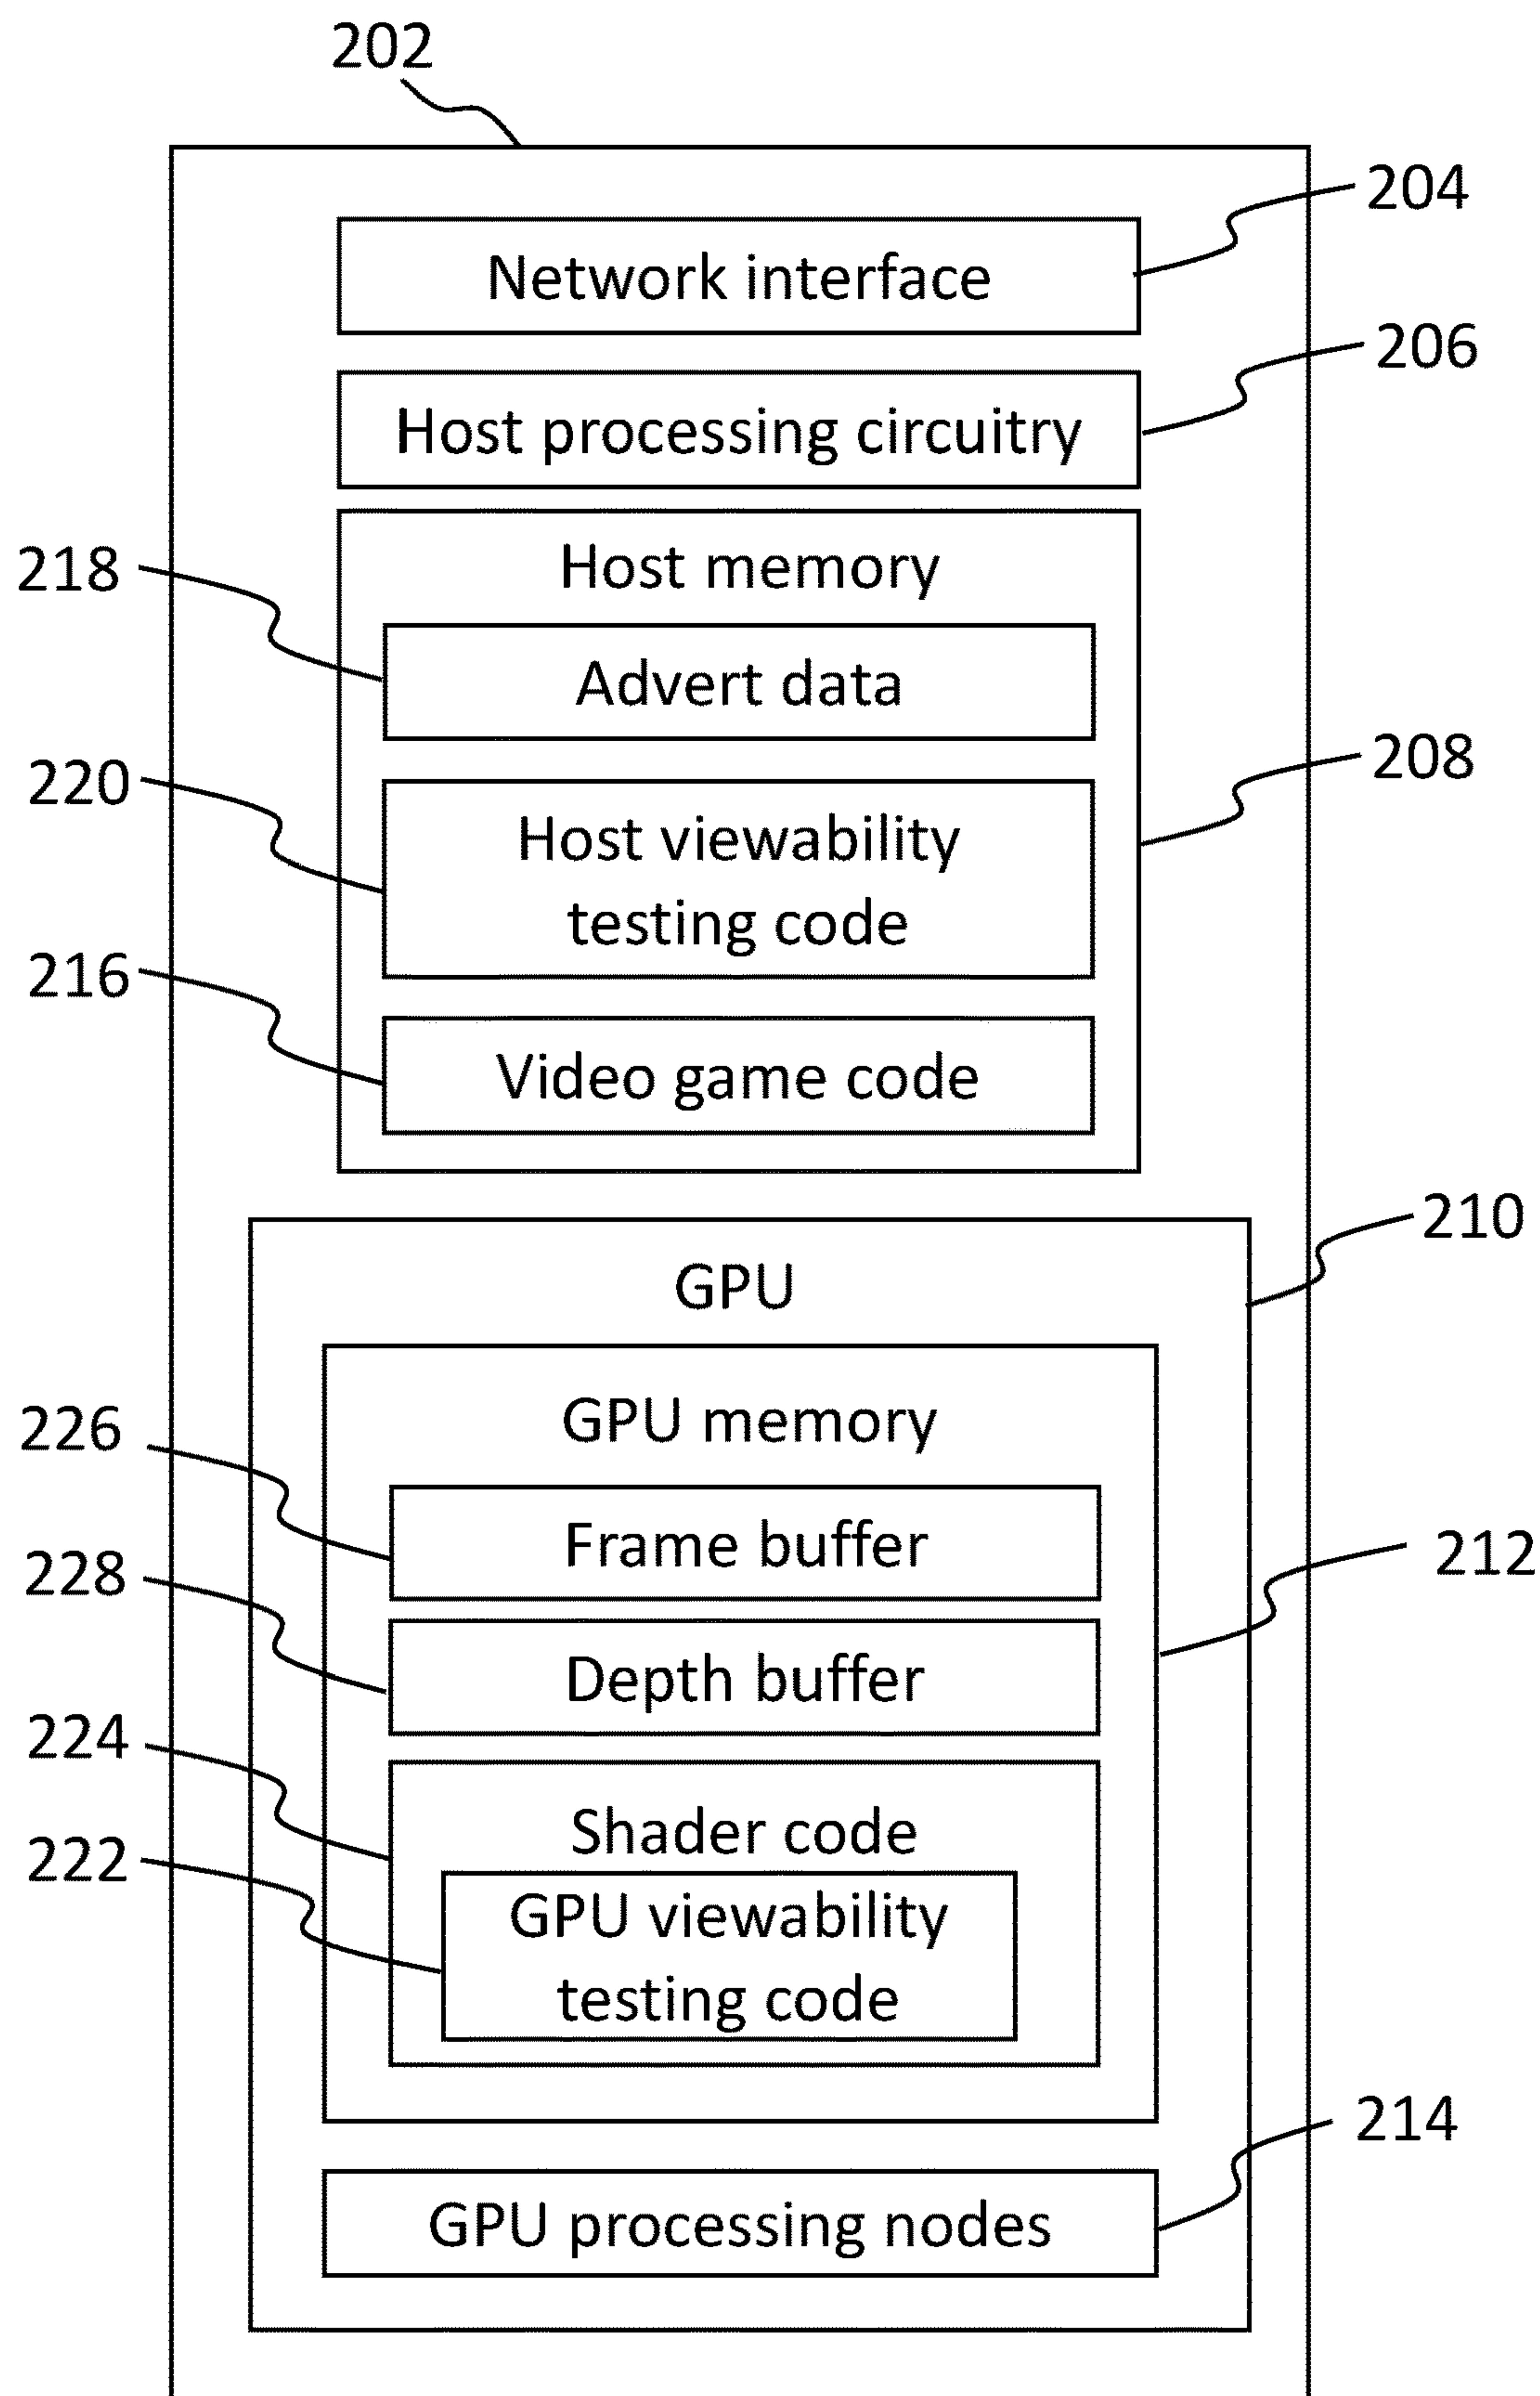 202
204
Network interface
206
Host processing circuitry
218
Host memory
Advert data
208
220
Host viewability
testing code
216
Video game code
210
GPU
226
GPU memory
Frame buffer
212
228
Depth buffer
224
Shader code
222
GPU viewability
testing code
214
GPU processing nodes